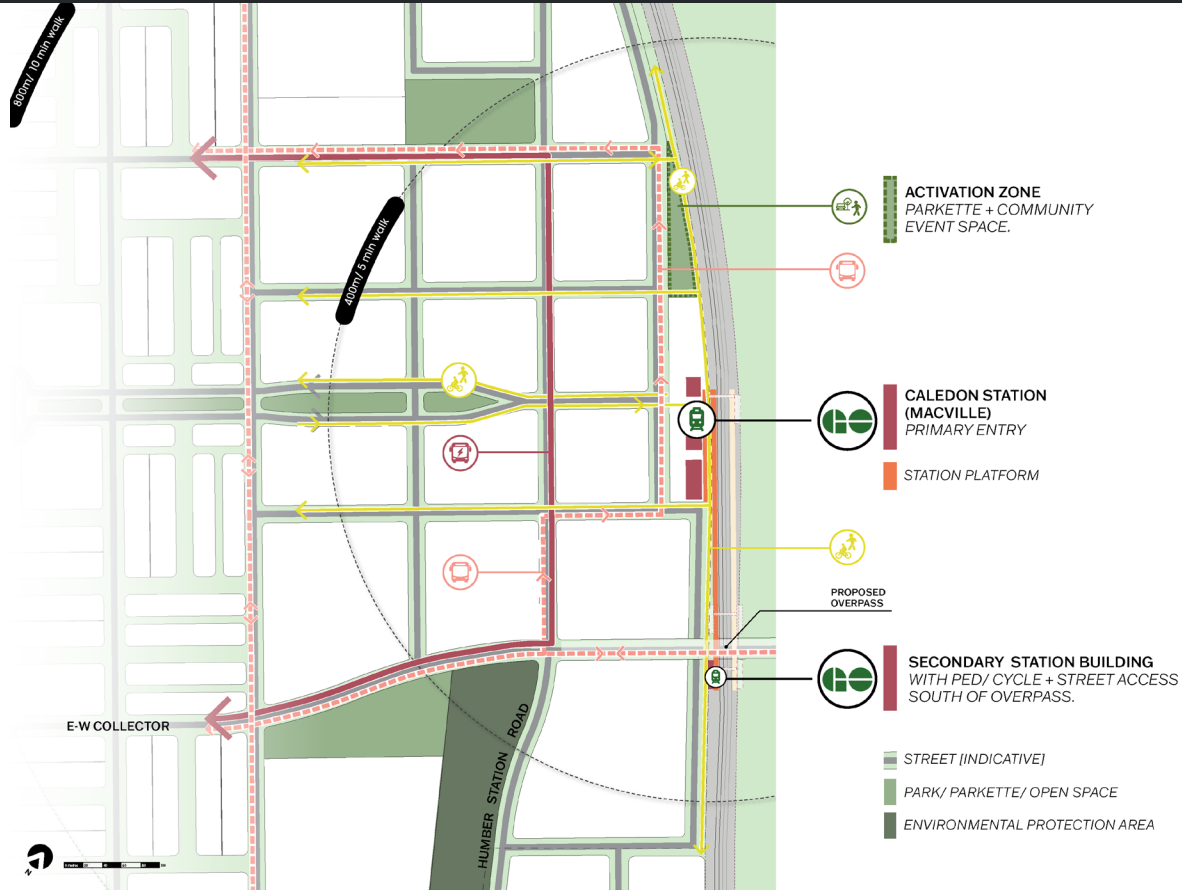 800m/ 10 min walk
400m/ 5 min walk
ACTIVATION ZONE
PARKETTE + COMMUNITY
EVENT SPACE.
GO
CALEDON STATION
(MACVILLE)
PRIMARY ENTRY
STATION PLATFORM
PROPOSED
OVERPASS
GO
SECONDARY STATION BUILDING
WITH PED/ CYCLE + STREET ACCESS
SOUTH OF OVERPASS.
E-W COLLECTOR
HUMBER STATION ROAD
STREET [INDICATIVE]
PARK/ PARKETTE/ OPEN SPACE
ENVIRONMENTAL PROTECTION AREA
N